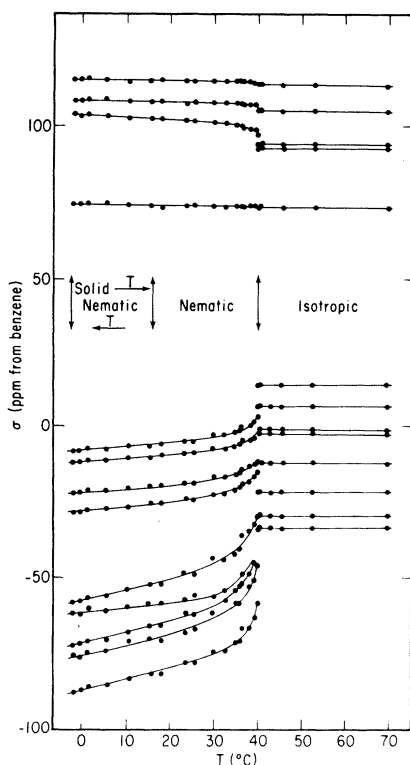 100
50
0
-50
-100
σ (ppm from benzene)
Solid T
Nematic
T
Nematic
Isotropic
0 10 20 30 40 50 60 70
T (°C)